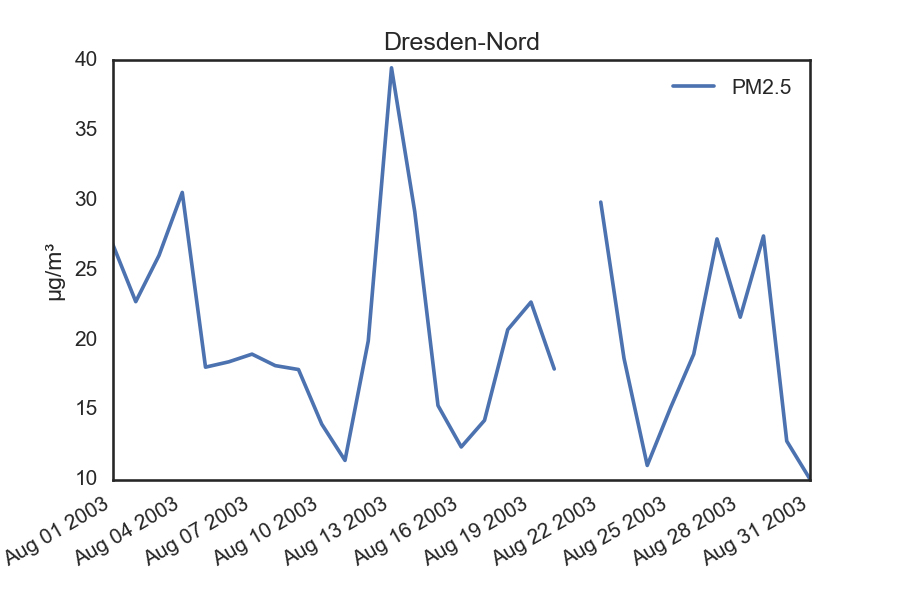 Dresden-Nord
PM2.5
µg/m³
40
35
30
25
20
15
10
Aug 01 2003
Aug 04 2003
Aug 07 2003
Aug 10 2003
Aug 13 2003
Aug 16 2003
Aug 19 2003
Aug 22 2003
Aug 25 2003
Aug 28 2003
Aug 31 2003